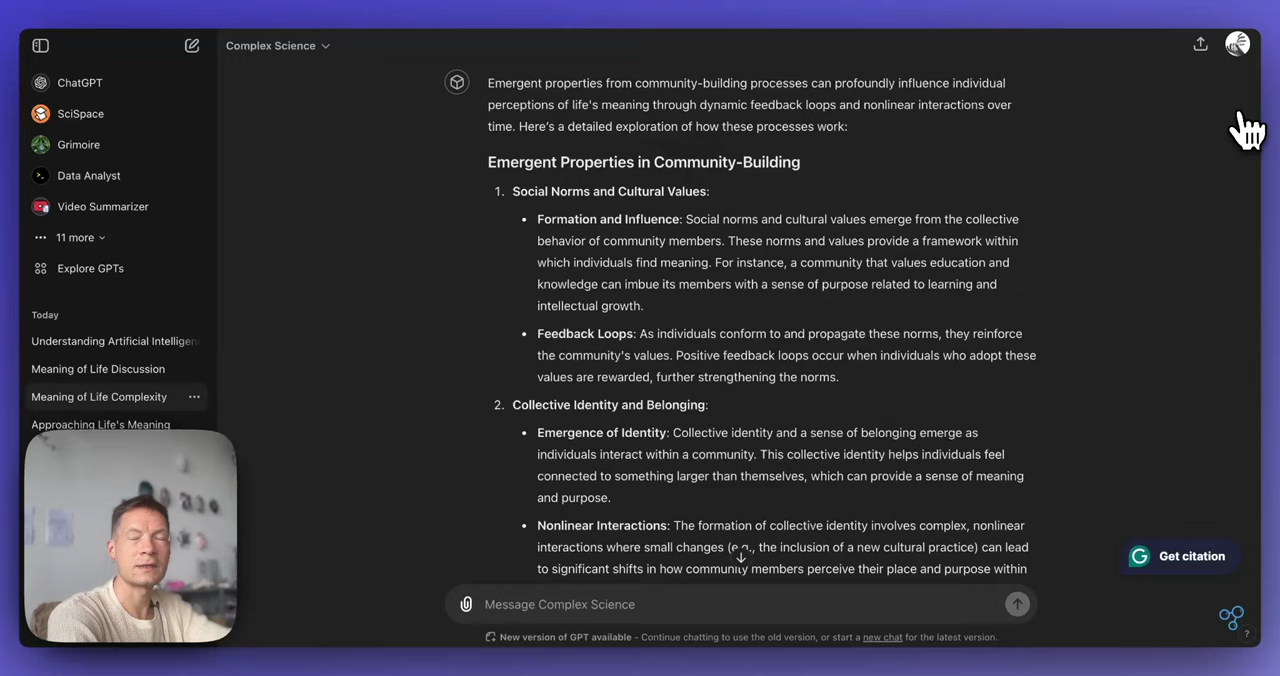 Complex Science
ChatGPT
SciSpace
Grimoire
Data Analyst
Video Summarizer
11 more
Explore GPTs
Today
Understanding Artificial Intelligen
Meaning of Life Discussion
Meaning of Life Complexity
Approaching Life's Meaning
Emergent properties from community-building processes can profoundly influence individual
perceptions of life's meaning through dynamic feedback loops and nonlinear interactions over
time. Here's a detailed exploration of how these processes work:
Emergent Properties in Community-Building
1. Social Norms and Cultural Values:
• Formation and Influence: Social norms and cultural values emerge from the collective
behavior of community members. These norms and values provide a framework within
which individuals find meaning. For instance, a community that values education and
knowledge can imbue its members with a sense of purpose related to learning and
intellectual growth.
• Feedback Loops: As individuals conform to and propagate these norms, they reinforce
the community's values. Positive feedback loops occur when individuals who adopt these
values are rewarded, further strengthening the norms.
2. Collective Identity and Belonging:
• Emergence of Identity: Collective identity and a sense of belonging emerge as
individuals interact within a community. This collective identity helps individuals feel
connected to something larger than themselves, which can provide a sense of meaning
and purpose.
• Nonlinear Interactions: The formation of collective identity involves complex, nonlinear
interactions where small changes (e.g., the inclusion of a new cultural practice) can lead
to significant shifts in how community members perceive their place and purpose within
Get citation
Message Complex Science
New version of GPT available - Continue chatting to use the old version, or start a new chat for the latest version.
?